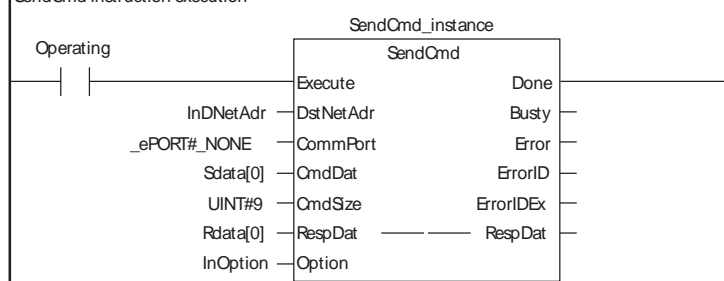 SendCmd instruction execution
SendCmd_instance
Operating
SendCmd
Execute Done
InDNetAdr DstNetAdr Busty
_ePORT#_NONE CommPort Error
Sdata[0] CmdDat ErrorID
UINT#9 CmdSize ErrorIDEx
Rdata[0] RespDat RespDat
InOption Option